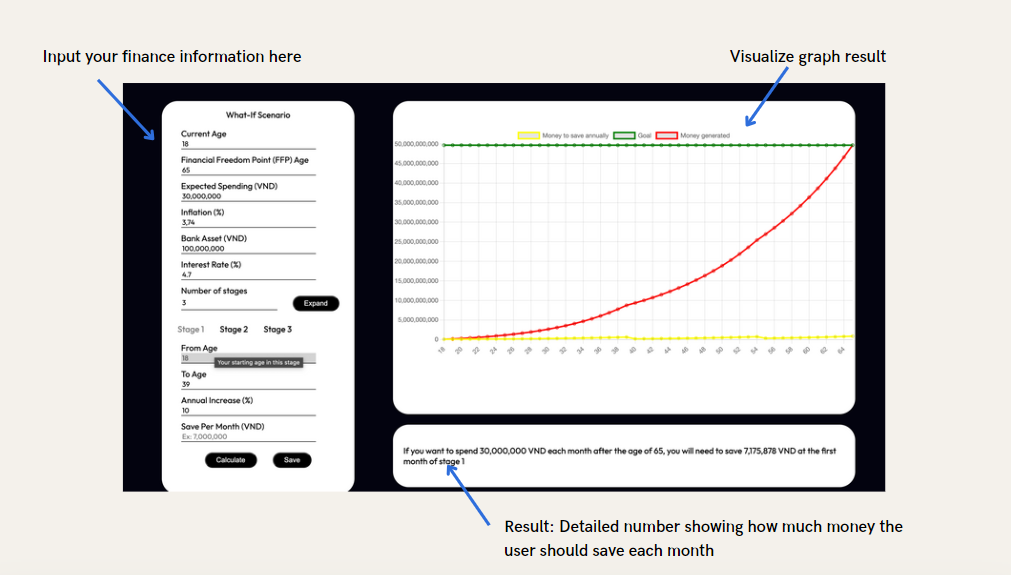 Input your finance information here
Visualize graph result
What-If Scenario
Current Age
18
Financial Freedom Point (FFP) Age
65
Expected Spending (VND)
30,000,000
Inflation (%)
3,74
Bank Asset (VND)
100,000,000
Interest Rate (%)
4.7
Number of stages
3
Expand
Stage 1 Stage 2 Stage 3
From Age
18
Your starting age in this stage
To Age
39
Annual Increase (%)
10
Save Per Month (VND)
Ex: 7,000,000
Calculate Save
Money to save annually Goal Money generated
50,000,000,000
45,000,000,000
40,000,000,000
35,000,000,000
30,000,000,000
25,000,000,000
20,000,000,000
15,000,000,000
10,000,000,000
5,000,000,000
0
18 20 22 24 26 28 30 32 34 36 38 40 42 44 46 48 50 52 54 56 58 60 62 64
If you want to spend 30,000,000 VND each month after the age of 65, you will need to save 7,175,878 VND at the first
month of stage 1
Result: Detailed number showing how much money the
user should save each month